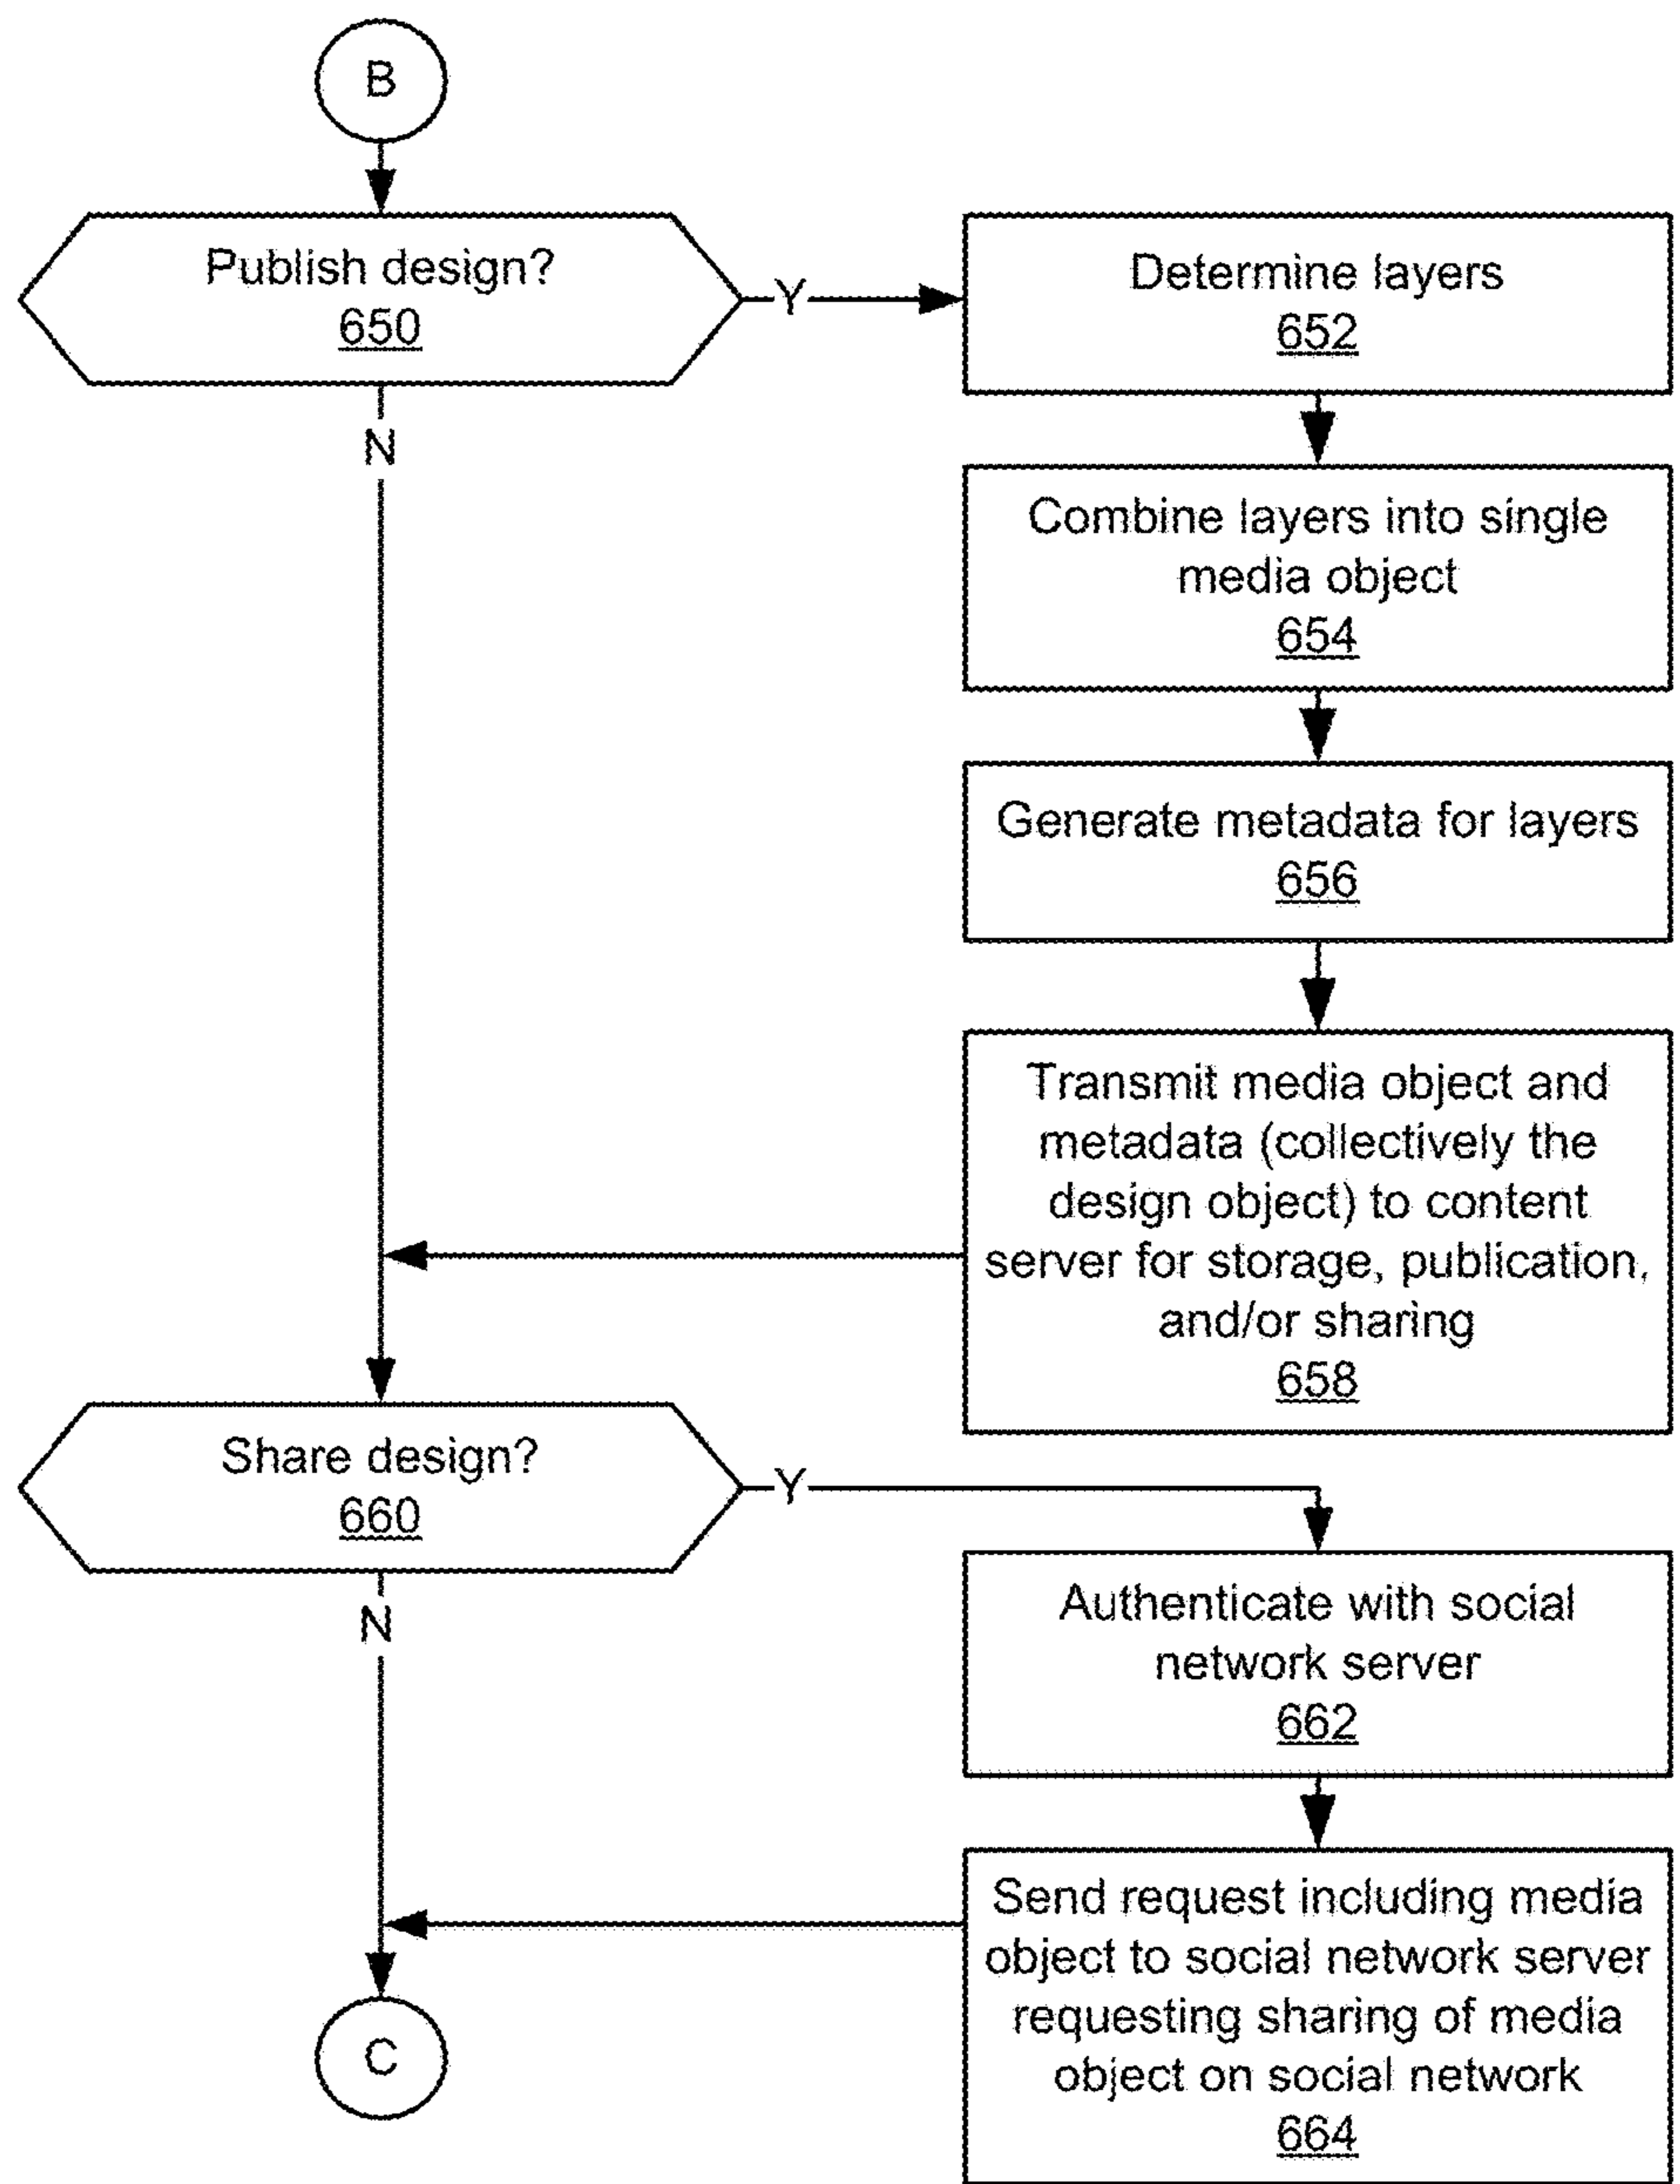 B
Publish design?
650
Y
N
Determine layers
652
Combine layers into single
media object
654
Generate metadata for layers
656
Transmit media object and
metadata (collectively the
design object) to content
server for storage, publication,
and/or sharing
658
Share design?
660
Y
N
Authenticate with social
network server
662
Send request including media
object to social network server
requesting sharing of media
object on social network
664
C